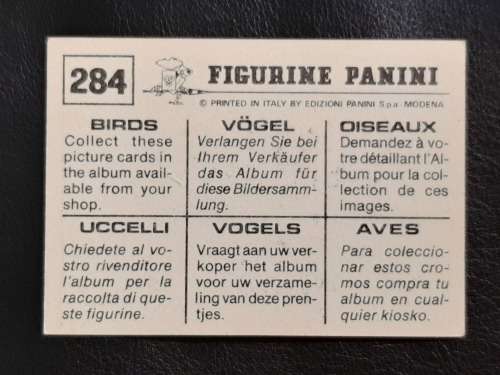 284
FIGURINE PANINI
© PRINTED IN ITALY BY EDIZIONI PANINI S.p.a. MODENA
BIRDS
Collect these
picture cards in
the album avail-
able from your
shop.
VÖGEL
Verlangen Sie bei
Ihrem Verkäufer
das Album für
diese Bildersamm-
lung.
OISEAUX
Demandez à vo-
tre détaillant l'Al-
bum pour la col-
lection de ces
images.
UCCELLI
Chiedete al vo-
stro rivenditore
l'album per la
raccolta di que-
ste figurine.
VOGELS
Vraagt aan uw ver-
koper het album
voor uw verzame-
ling van deze pren-
tjes.
AVES
Para coleccio-
nar estos cro-
mos compra tu
album en cual-
quier kiosko.